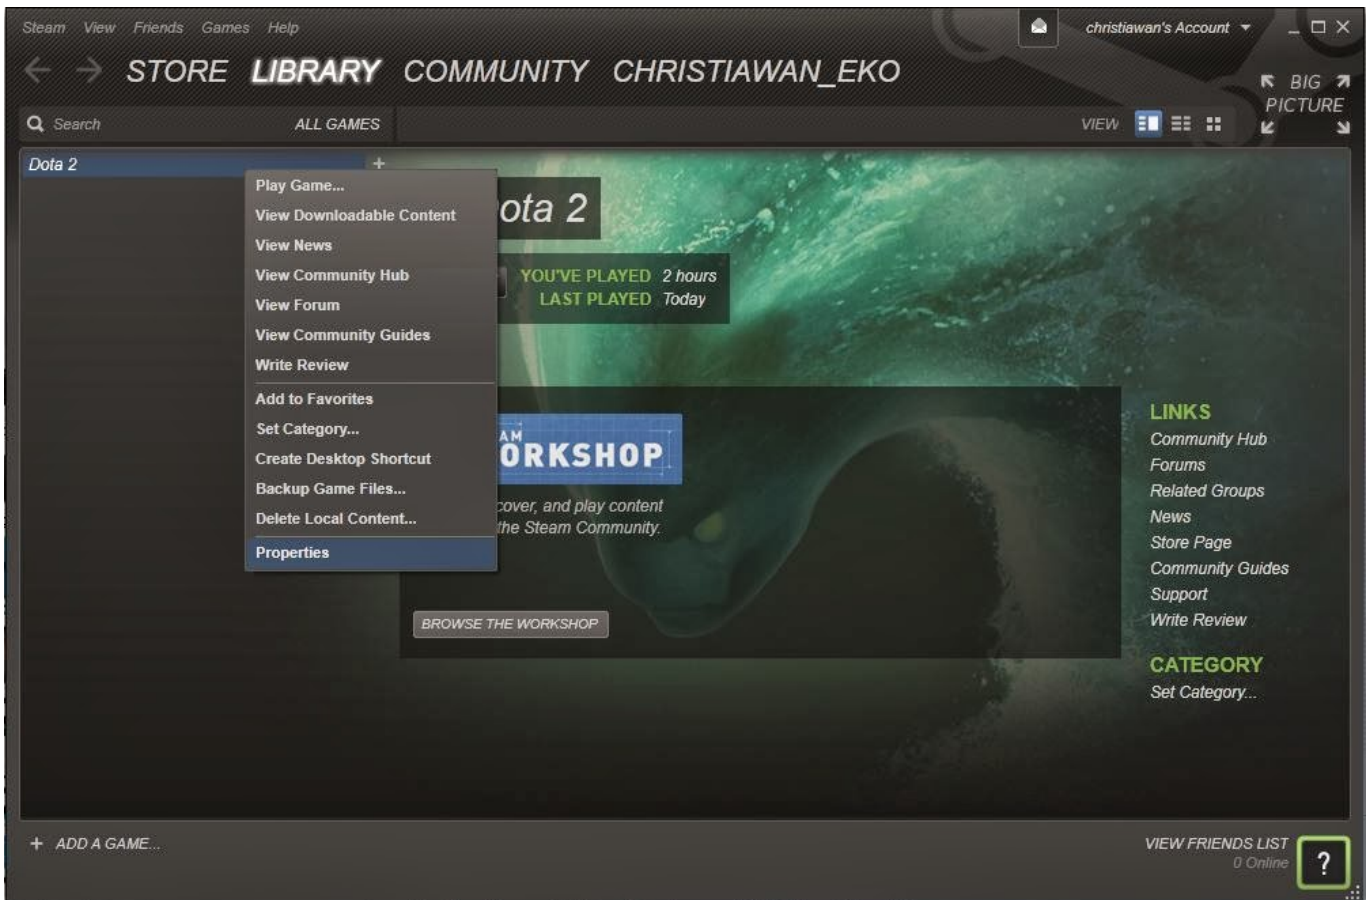 Steam View Friends Games Help
christiawan's Account
STORE LIBRARY COMMUNITY CHRISTIAWAN_EKO
BIG
PICTURE
Search ALL GAMES
VIEW
Dota 2 +
Play Game...
View Downloadable Content
View News
View Community Hub
View Forum
View Community Guides
Write Review
Add to Favorites
Set Category...
Create Desktop Shortcut
Backup Game Files...
Delete Local Content...
Properties
ota 2
YOU'VE PLAYED 2 hours
LAST PLAYED Today
AM
ORKSHOP
cover, and play content
the Steam Community.
BROWSE THE WORKSHOP
LINKS
Community Hub
Forums
Related Groups
News
Store Page
Community Guides
Support
Write Review
CATEGORY
Set Category...
+ ADD A GAME...
VIEW FRIENDS LIST
0 Online
?